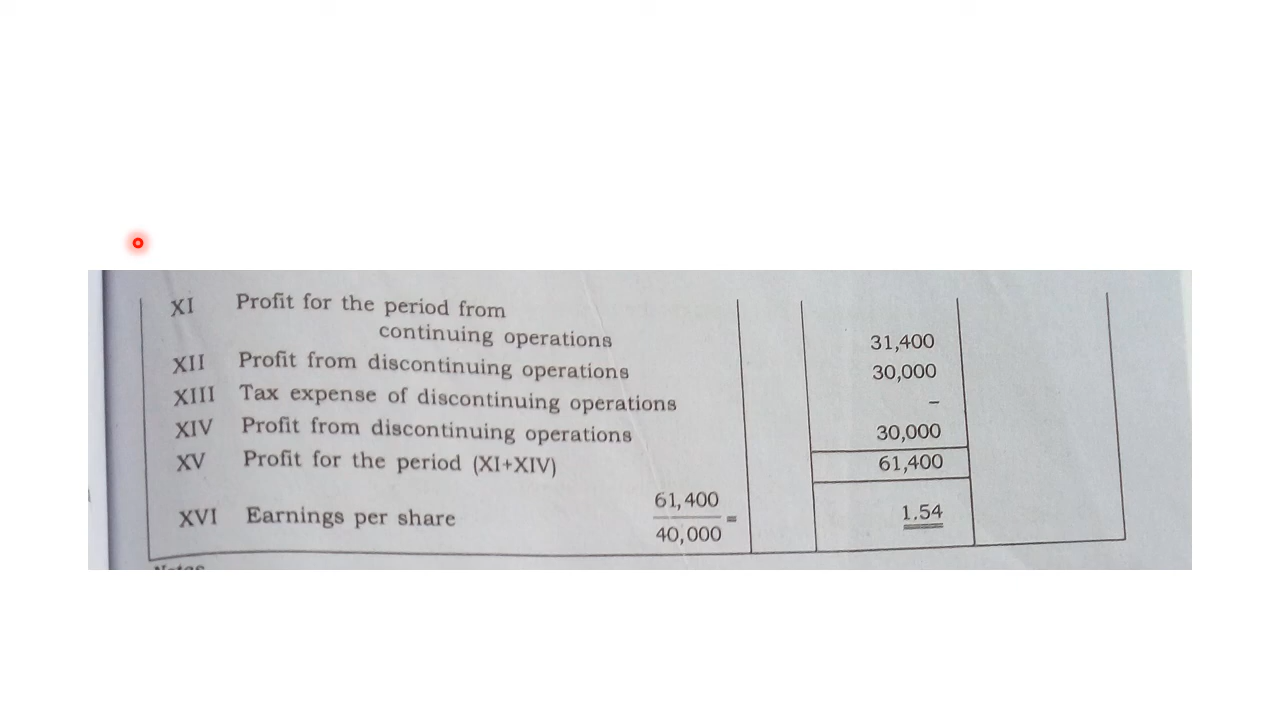 XI Profit for the period from
continuing operations 31,400
XII Profit from discontinuing operations 30,000
XIII Tax expense of discontinuing operations –
XIV Profit from discontinuing operations 30,000
XV Profit for the period (XI+XIV) 61,400
XVI Earnings per share 61,400 / 40,000 = 1.54